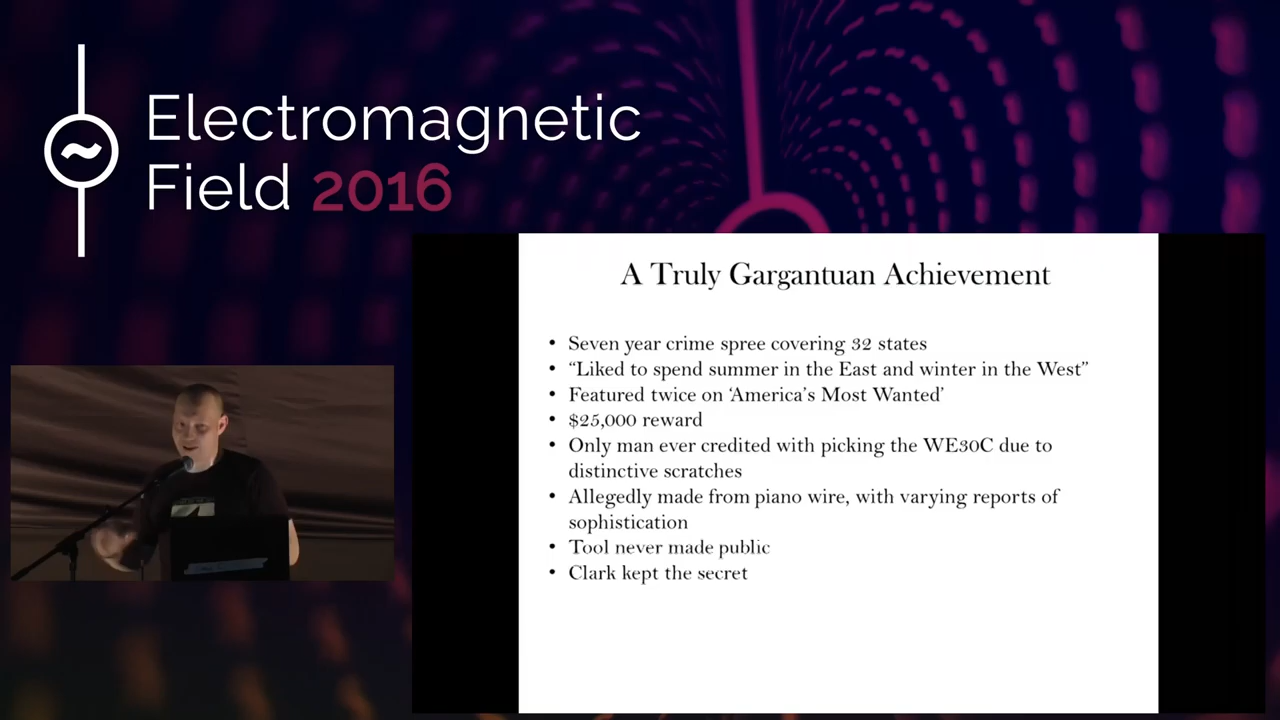 Electromagnetic
Field 2016
A Truly Gargantuan Achievement
• Seven year crime spree covering 32 states
• “Liked to spend summer in the East and winter in the West”
• Featured twice on ‘America’s Most Wanted’
• $25,000 reward
• Only man ever credited with picking the WE30C due to
distinctive scratches
• Allegedly made from piano wire, with varying reports of
sophistication
• Tool never made public
• Clark kept the secret